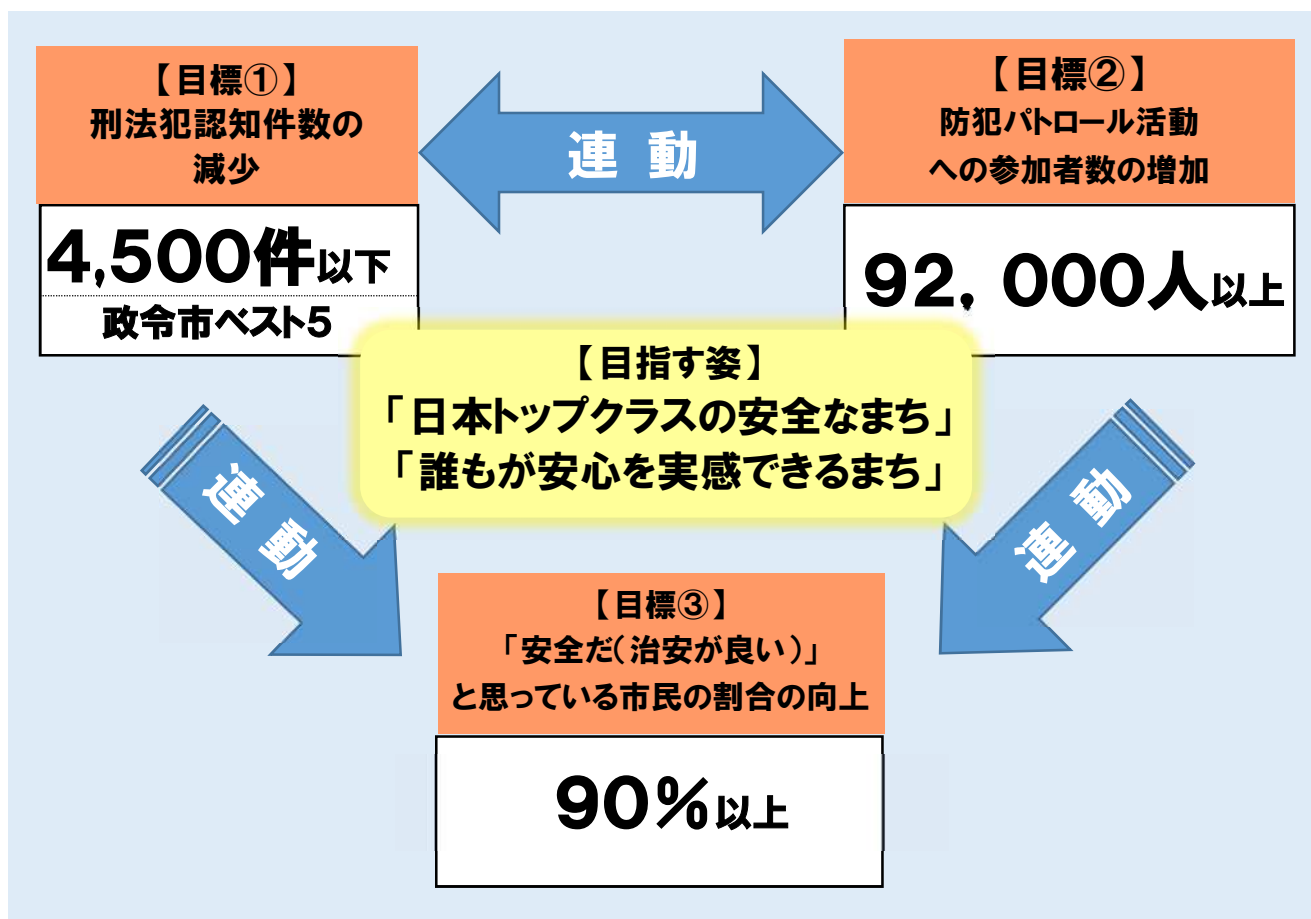 【目標①】
刑法犯認知件数の
減少
4,500件以下
政令市ベスト5
連 動
【目標②】
防犯パトロール活動
への参加者数の増加
92，000人以上
【目指す姿】
「日本トップクラスの安全なまち」
「誰もが安心を実感できるまち」
連 動
連 動
【目標③】
「安全だ（治安が良い）」
と思っている市民の割合の向上
90％以上